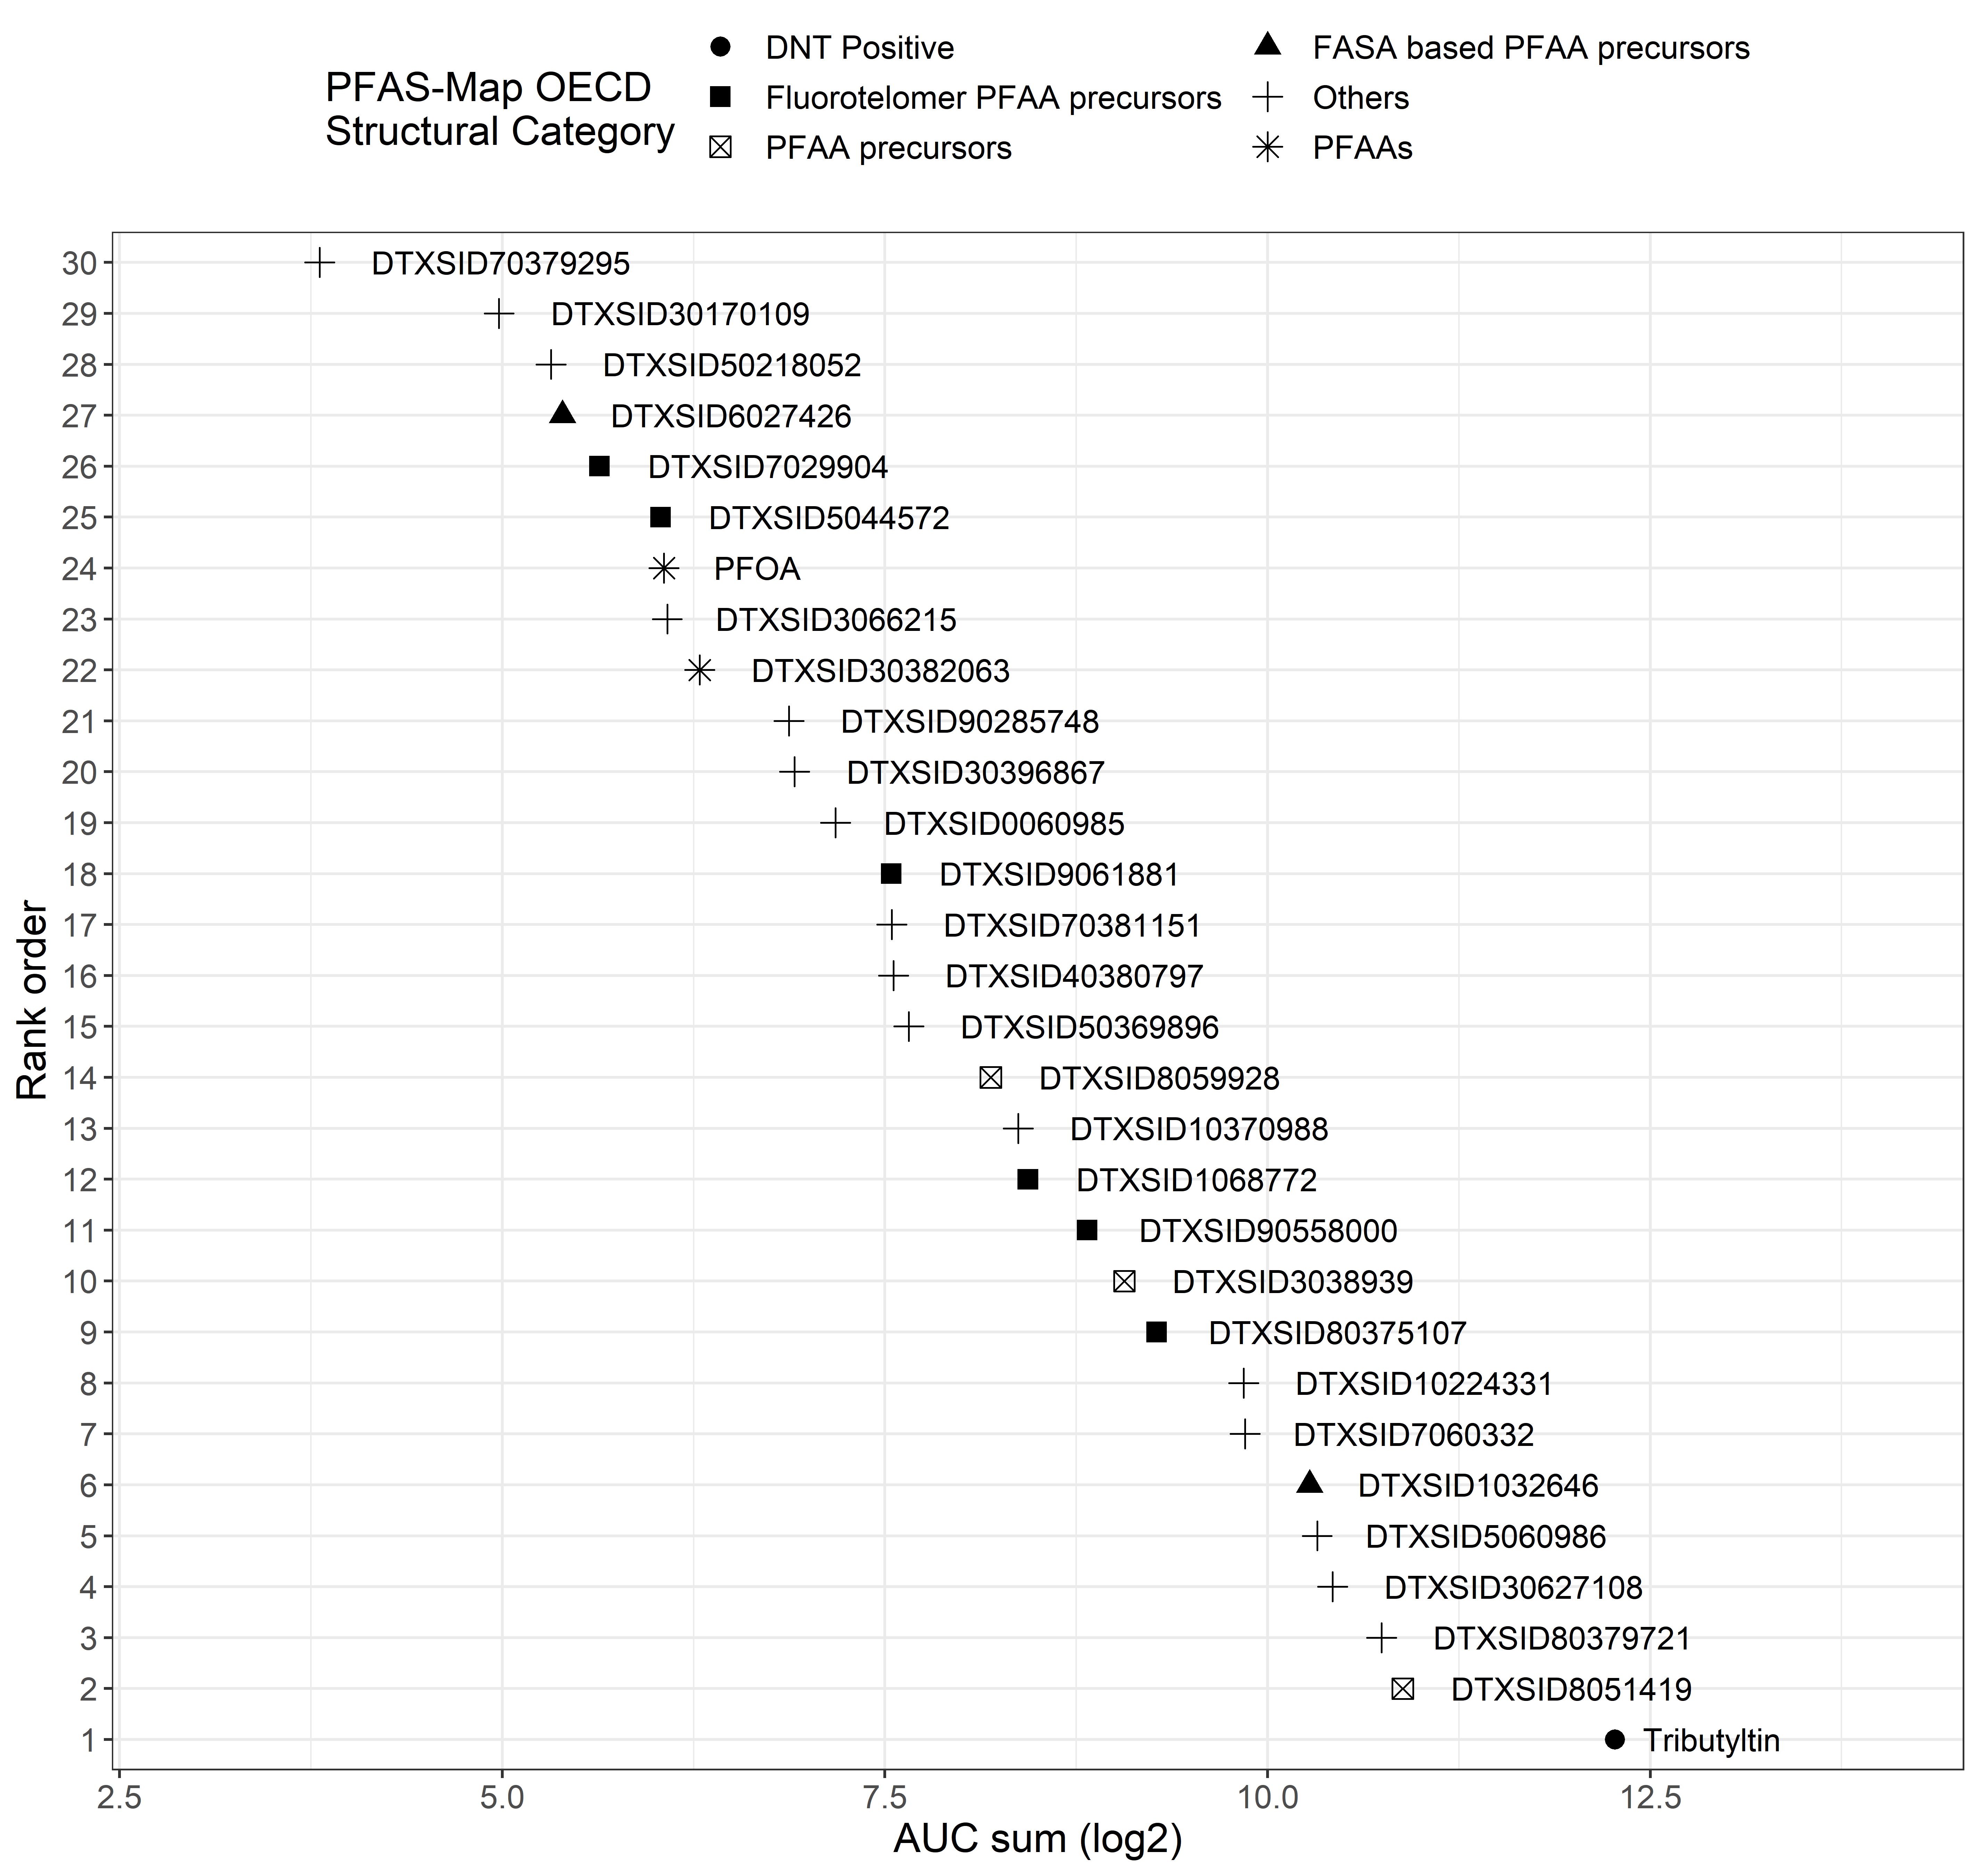 PFAS-Map OECD
Structural Category
DNT Positive
Fluorotelomer PFAA precursors
PFAA precursors
FASA based PFAA precursors
Others
PFAAs
Rank order
30 DTXSID70379295
29 DTXSID30170109
28 DTXSID50218052
27 DTXSID6027426
26 DTXSID7029904
25 DTXSID5044572
24 PFOA
23 DTXSID3066215
22 DTXSID30382063
21 DTXSID90285748
20 DTXSID30396867
19 DTXSID0060985
18 DTXSID9061881
17 DTXSID70381151
16 DTXSID40380797
15 DTXSID50369896
14 DTXSID8059928
13 DTXSID10370988
12 DTXSID1068772
11 DTXSID90558000
10 DTXSID3038939
9 DTXSID80375107
8 DTXSID10224331
7 DTXSID7060332
6 DTXSID1032646
5 DTXSID5060986
4 DTXSID30627108
3 DTXSID80379721
2 DTXSID8051419
1 Tributyltin
2.5 5.0 7.5 10.0 12.5
AUC sum (log2)